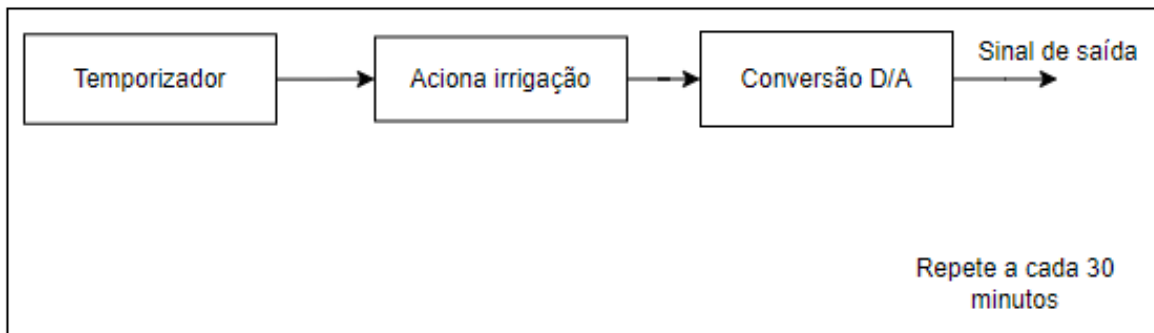 Temporizador
Aciona irrigação
Conversão D/A
Sinal de saída
Repete a cada 30
minutos